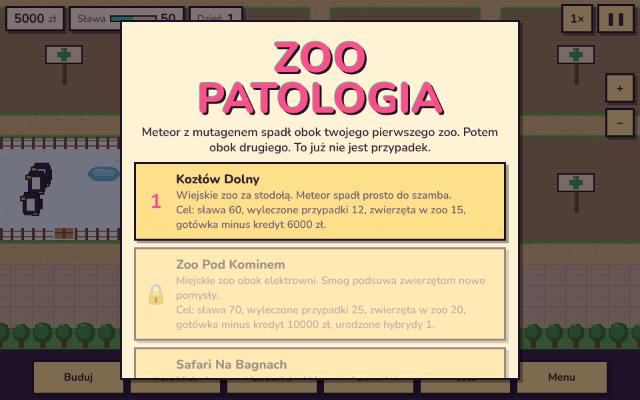 5000 zł
Sława 50
Dzień 1
1×
ZOO
PATOLOGIA
Meteor z mutagenem spadł obok twojego pierwszego zoo. Potem
obok drugiego. To już nie jest przypadek.
1
Kozłów Dolny
Wiejskie zoo za stodołą. Meteor spadł prosto do szamba.
Cel: sława 60, wyleczone przypadki 12, zwierzęta w zoo 15,
gotówka minus kredyt 6000 zł.
Zoo Pod Kominem
Miejskie zoo obok elektrowni. Smog podsuwa zwierzętom nowe
pomysły.
Cel: sława 70, wyleczone przypadki 25, zwierzęta w zoo 20,
gotówka minus kredyt 10000 zł, urodzone hybrydy 1.
Safari Na Bagnach
Buduj
Menu